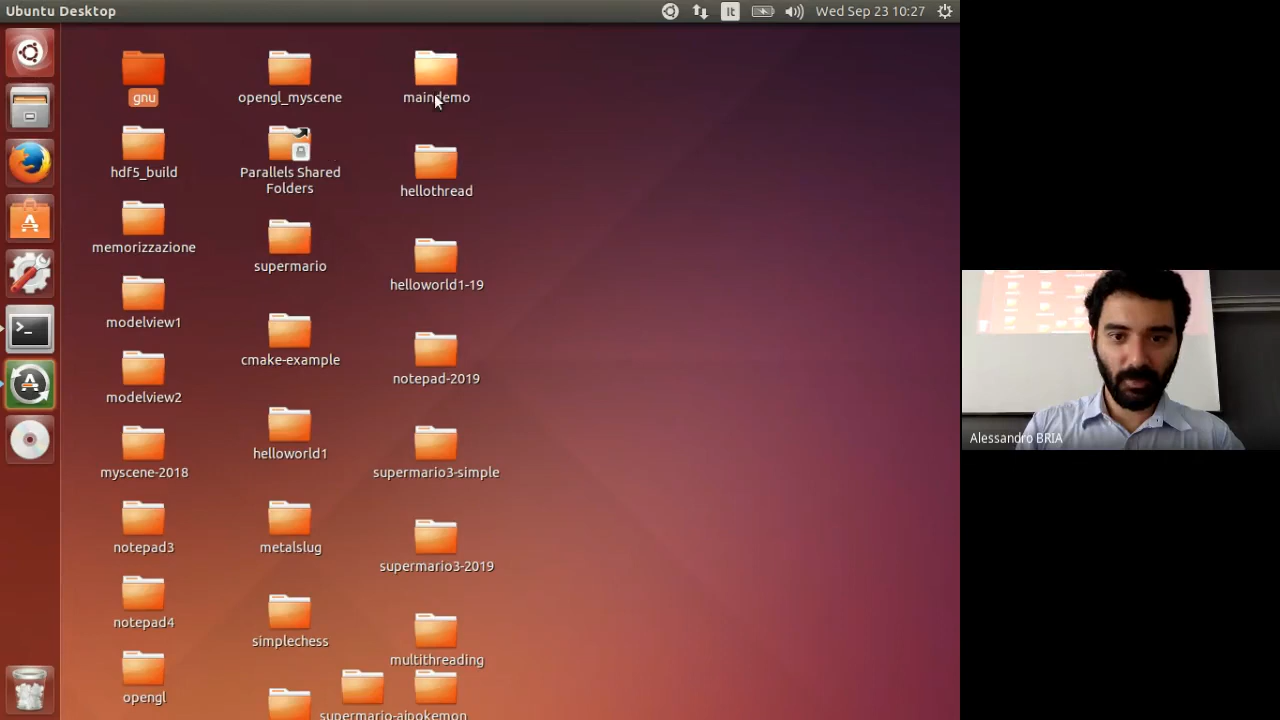 Ubuntu Desktop
It
Wed Sep 23 10:27
gnu
opengl_myscene
maindemo
hdf5_build
Parallels Shared
Folders
hellothread
memorizzazione
supermario
helloworld1-19
modelview1
cmake-example
notepad-2019
modelview2
helloworld1
myscene-2018
supermario3-simple
notepad3
metalslug
supermario3-2019
notepad4
simplechess
multithreading
opengl
supermario-aipokemon
Alessandro BRIA